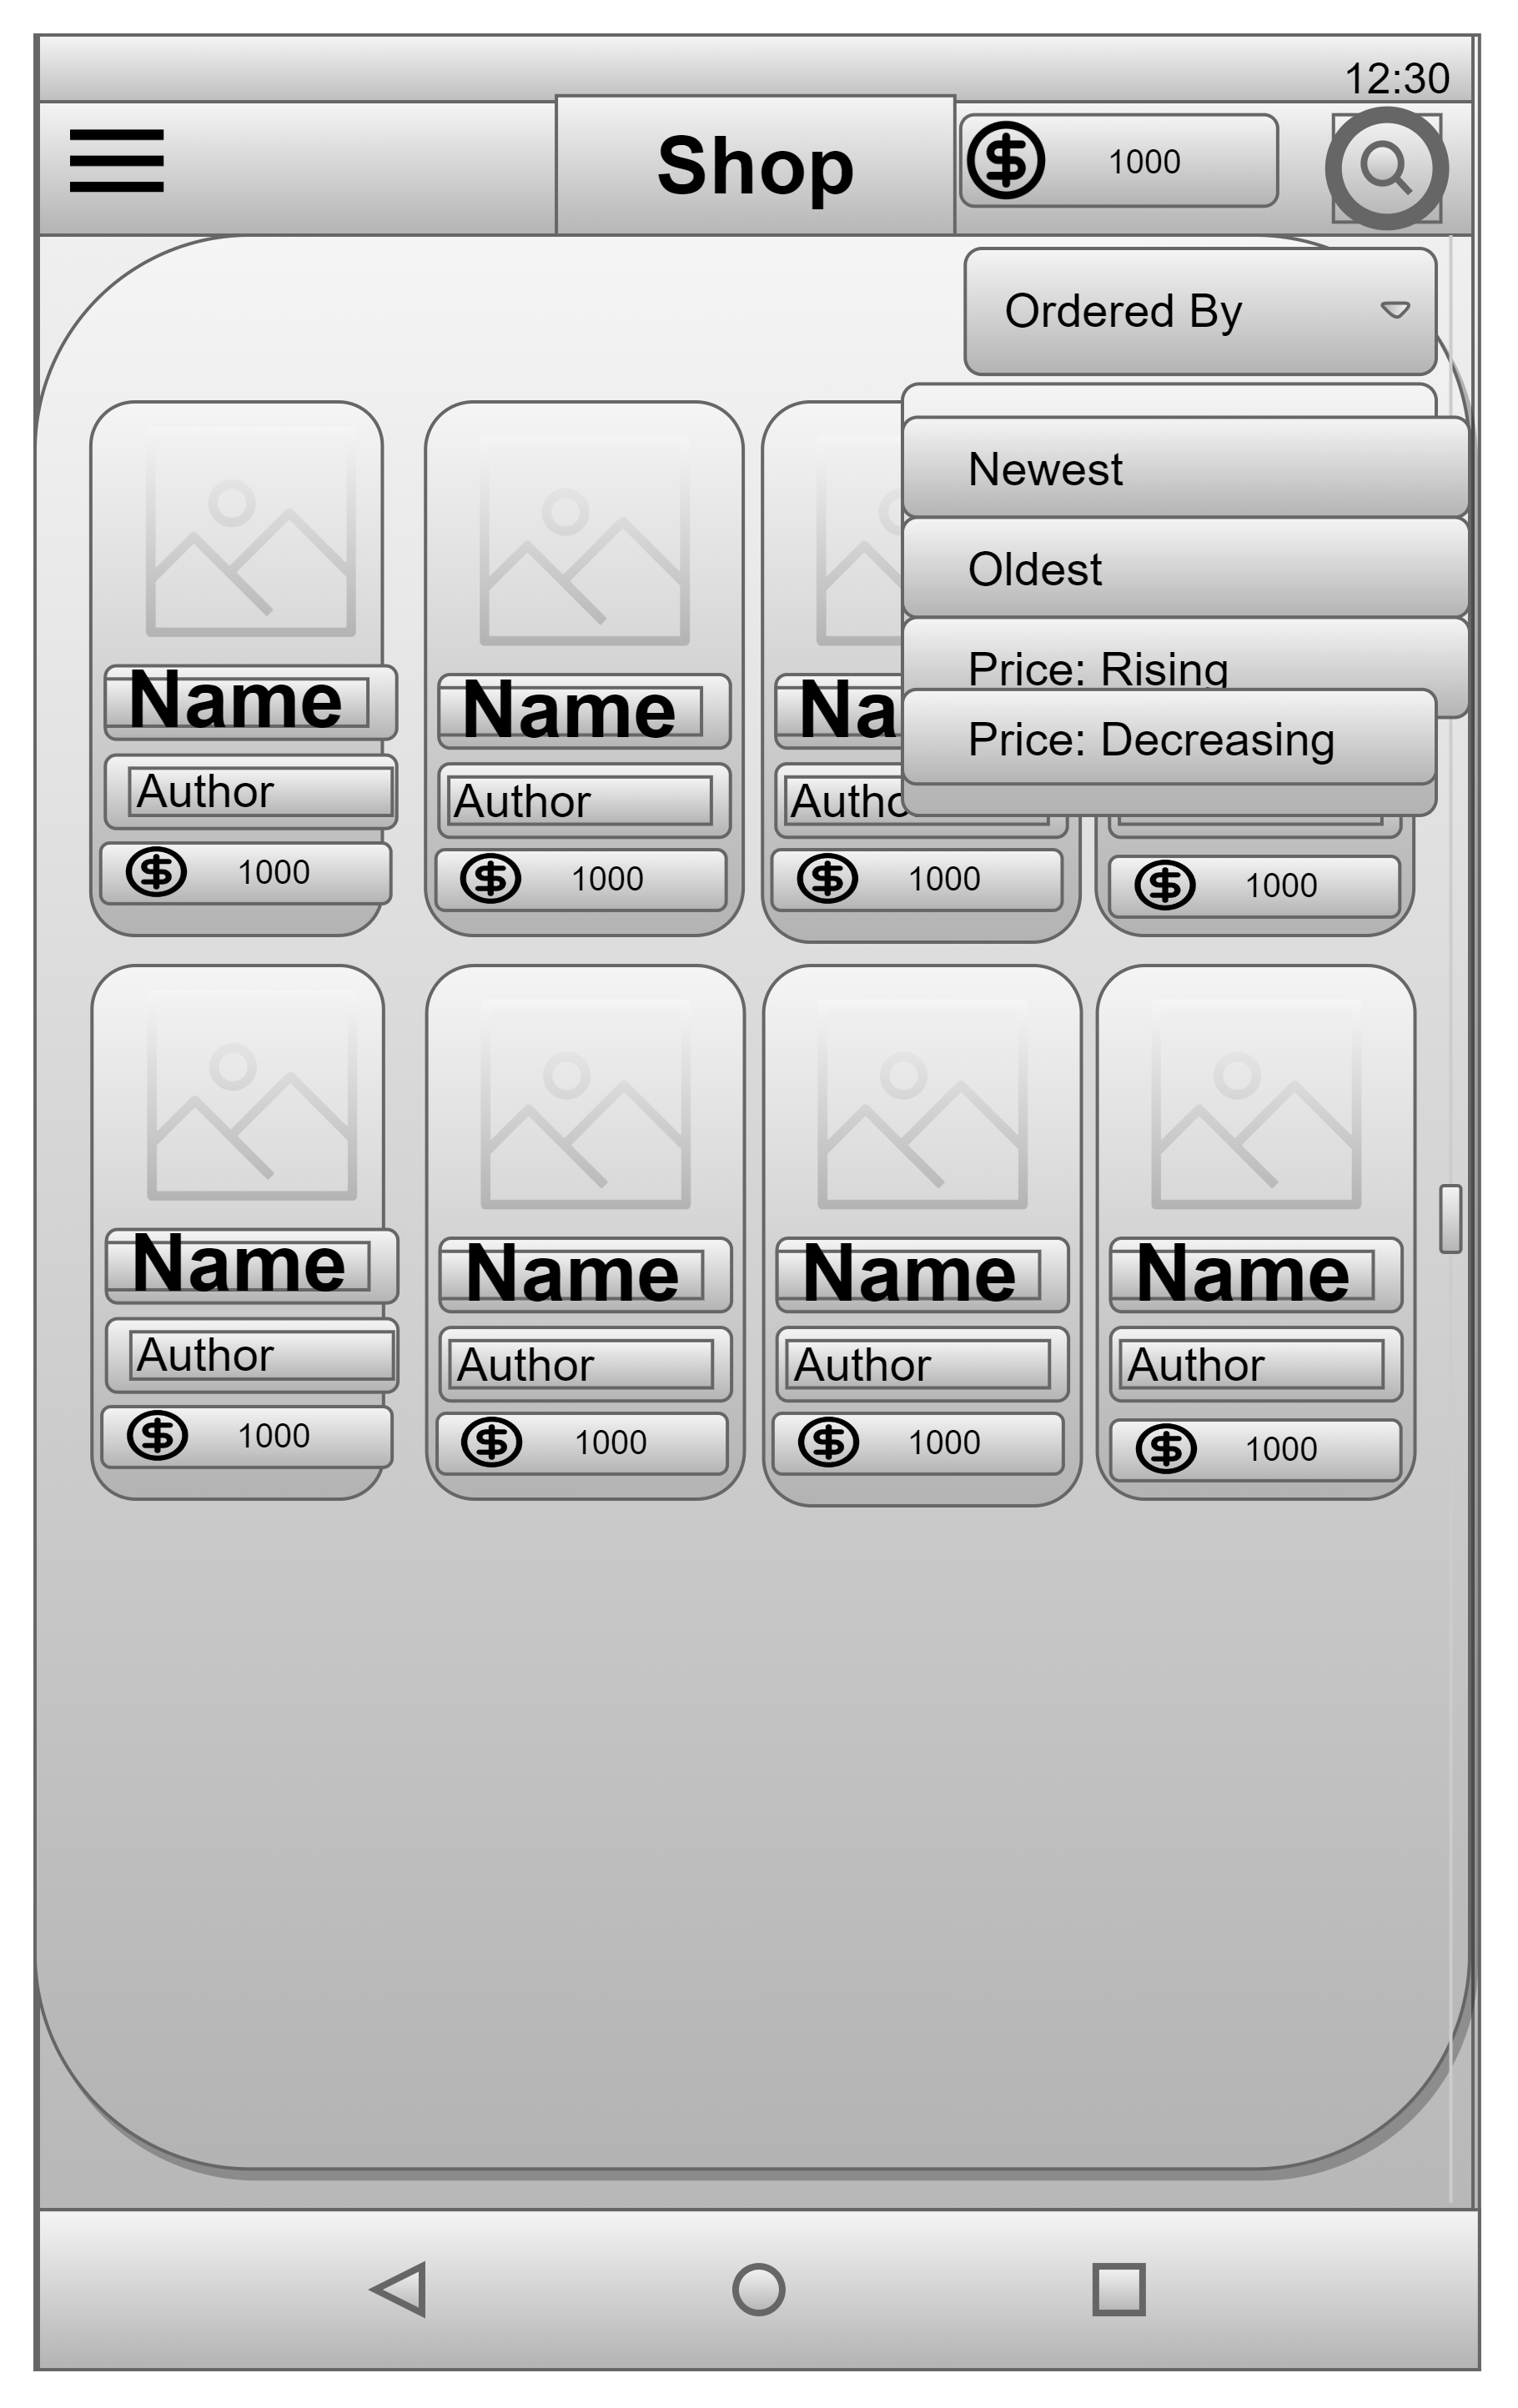 12:30
Shop
1000
Ordered By
Newest
Oldest
Price: Rising
Price: Decreasing
Name Name Na
Author Author Autho
1000 1000 1000 1000
Name Name Name Name
Author Author Author Author
1000 1000 1000 1000